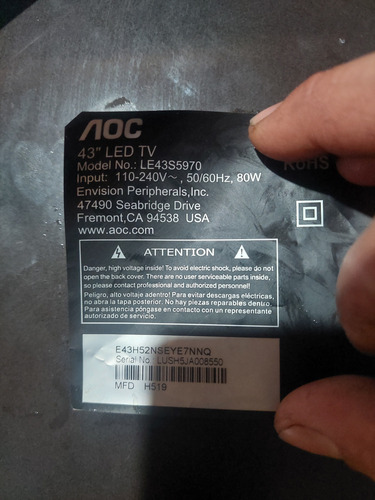 AOC
43" LED TV
Model No.: LE43S5970
Input: 110-240V~, 50/60Hz, 80W
Envision Peripherals,Inc.
47490 Seabridge Drive
Fremont,CA 94538 USA
www.aoc.com
RoHS
ATTENTION
Danger, high voltage inside! To avoid electric shock, please do not
open the back cover. There are no user serviceable parts inside,
so please contact professional and authorized personnel!
Peligro, alto voltaje adentro! Para evitar descargas eléctricas,
no abra la tapa posterior. No hay piezas reparables dentro.
Para asistencia póngase en contacto con un representante
autorizado de servicio.
E43H52NSEYE7NNQ
Serial No. LUSH5JA008550
MFD H519